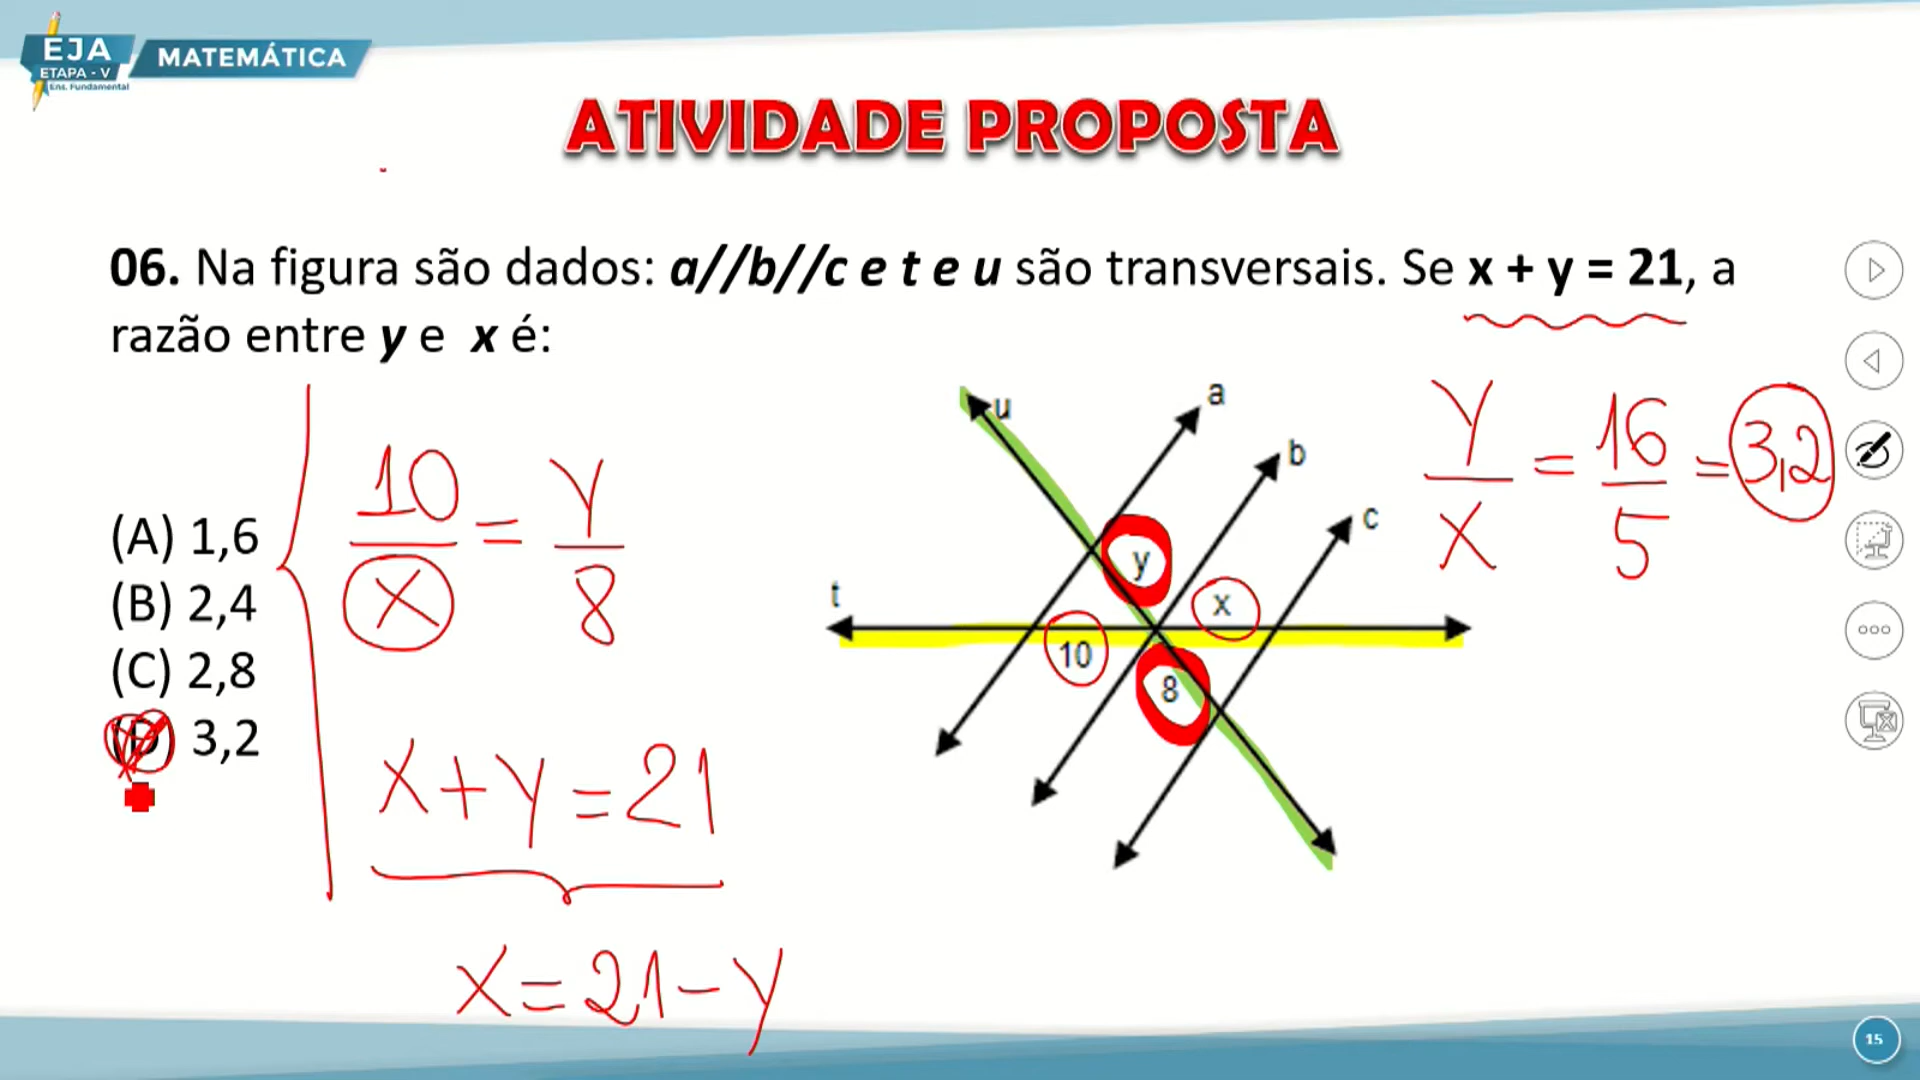 EJA
ETAPA - V
Ens. Fundamental
MATEMÁTICA
ATIVIDADE PROPOSTA
06. Na figura são dados: a//b//c e t e u são transversais. Se x + y = 21, a
razão entre y e x é:
(A) 1,6
(B) 2,4
(C) 2,8
(D) 3,2
10/x = y/8
x + y = 21
x = 21 - y
u
a
b
c
y
t
x
10
8
y/x = 16/5 = 3,2
15